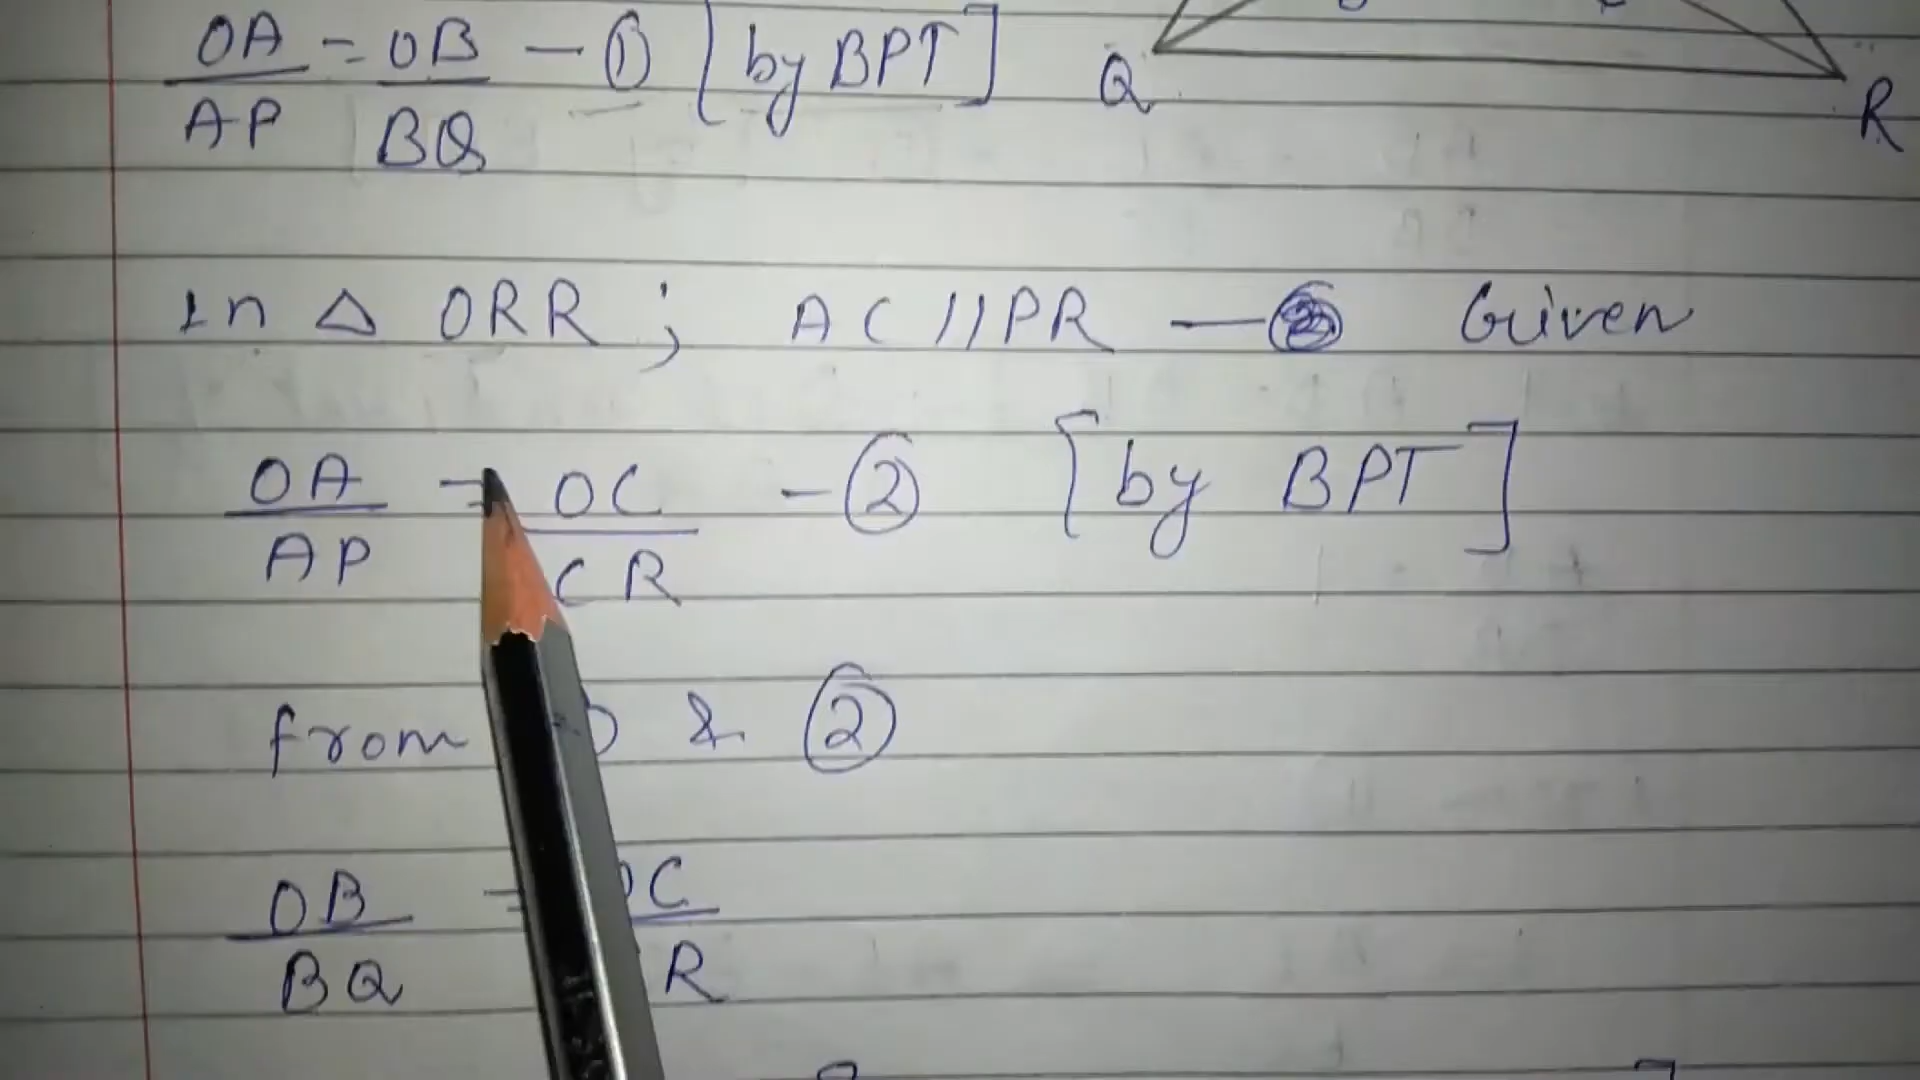 OA = OB — ① [by BPT]
AP BQ
Q
R
In △ ORR ; AC//PR — Given
OA = OC - ② [by BPT]
AP CR
from & ②
OB = OC
BQ R